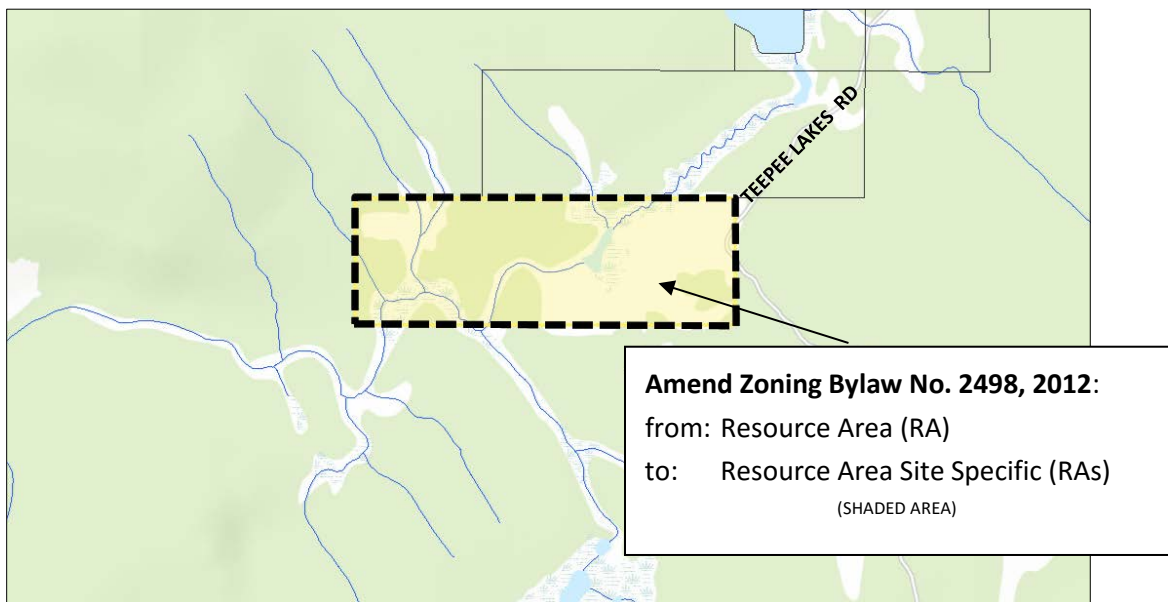 TEEPEE LAKES RD
Amend Zoning Bylaw No. 2498, 2012:
from: Resource Area (RA)
to: Resource Area Site Specific (RAs)
(SHADED AREA)